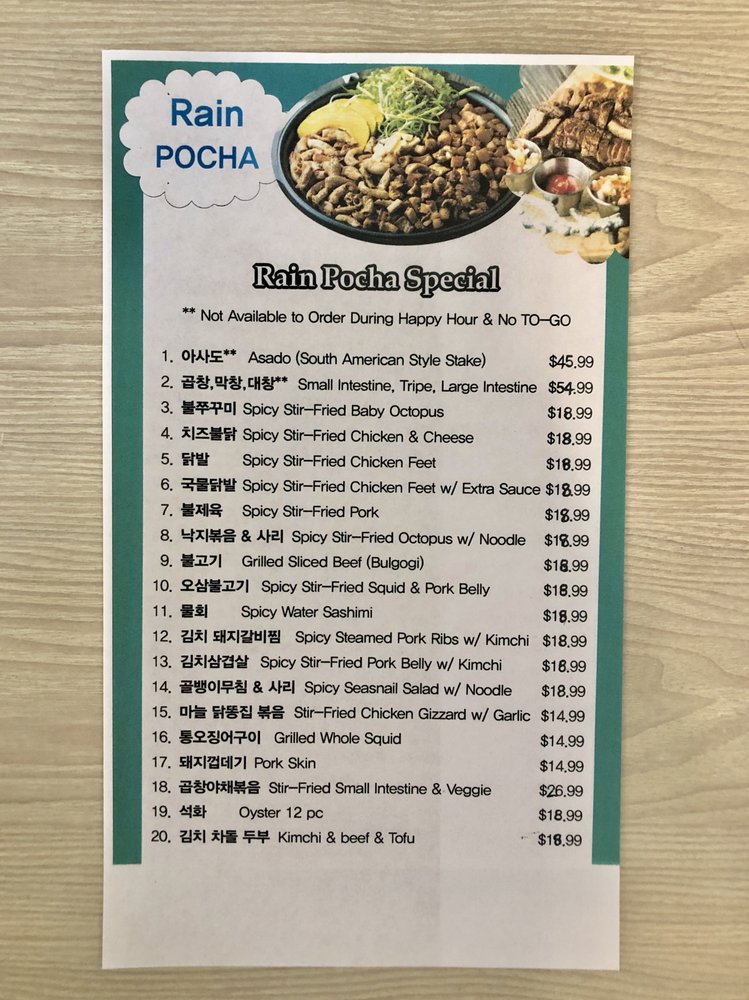 Rain
POCHA
Rain Pocha Special
** Not Available to Order During Happy Hour & No TO-GO
1. 아사도** Asado (South American Style Stake) $45.99
2. 곱창,막창,대창** Small Intestine, Tripe, Large Intestine $54.99
3. 불쭈꾸미 Spicy Stir-Fried Baby Octopus $18.99
4. 치즈불닭 Spicy Stir-Fried Chicken & Cheese $18.99
5. 닭발 Spicy Stir-Fried Chicken Feet $18.99
6. 국물닭발 Spicy Stir-Fried Chicken Feet w/ Extra Sauce $18.99
7. 불제육 Spicy Stir-Fried Pork $18.99
8. 낙지볶음 & 사리 Spicy Stir-Fried Octopus w/ Noodle $18.99
9. 불고기 Grilled Sliced Beef (Bulgogi) $18.99
10. 오삼불고기 Spicy Stir-Fried Squid & Pork Belly $18.99
11. 물회 Spicy Water Sashimi $18.99
12. 김치 돼지갈비찜 Spicy Steamed Pork Ribs w/ Kimchi $18.99
13. 김치삼겹살 Spicy Stir-Fried Pork Belly w/ Kimchi $18.99
14. 골뱅이무침 & 사리 Spicy Seasnail Salad w/ Noodle $18.99
15. 마늘 닭똥집 볶음 Stir-Fried Chicken Gizzard w/ Garlic $14.99
16. 통오징어구이 Grilled Whole Squid $14.99
17. 돼지껍데기 Pork Skin $14.99
18. 곱창야채볶음 Stir-Fried Small Intestine & Veggie $26.99
19. 석화 Oyster 12 pc $18.99
20. 김치 차돌 두부 Kimchi & beef & Tofu $18.99